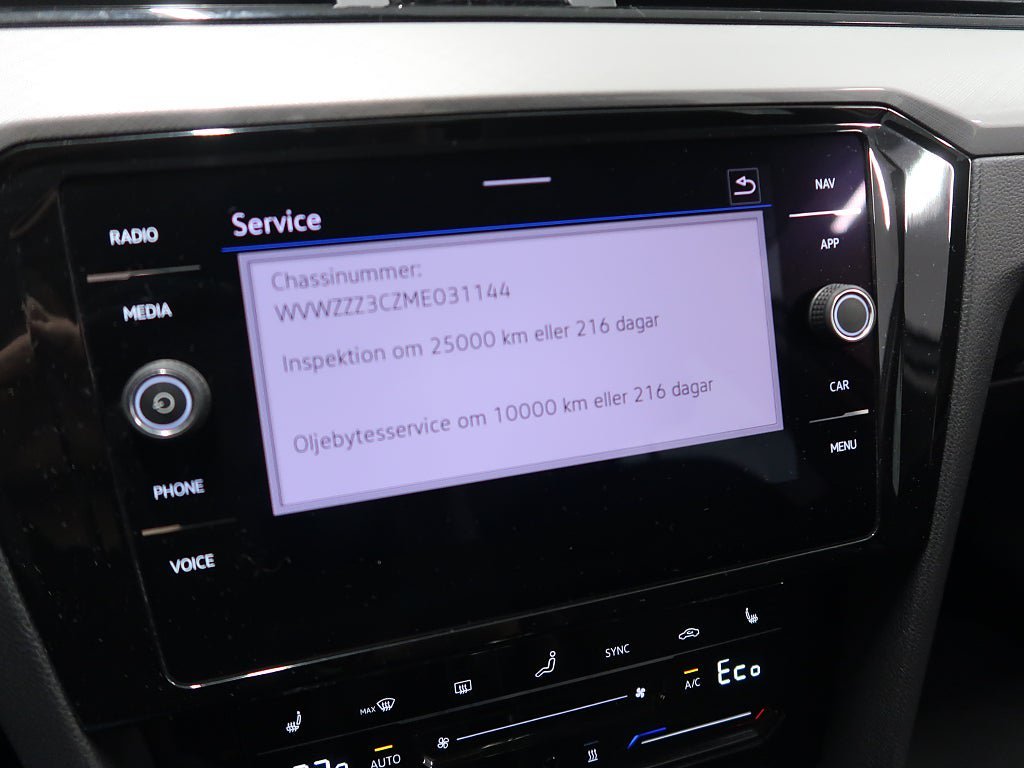 Service
NAV
RADIO
APP
MEDIA
Chassinummer:
WVWZZZ3CZME031144
Inspektion om 25000 km eller 216 dagar
Oljebytesservice om 10000 km eller 216 dagar
CAR
MENU
PHONE
VOICE
SYNC
MAX
A/C
Eco
AUTO